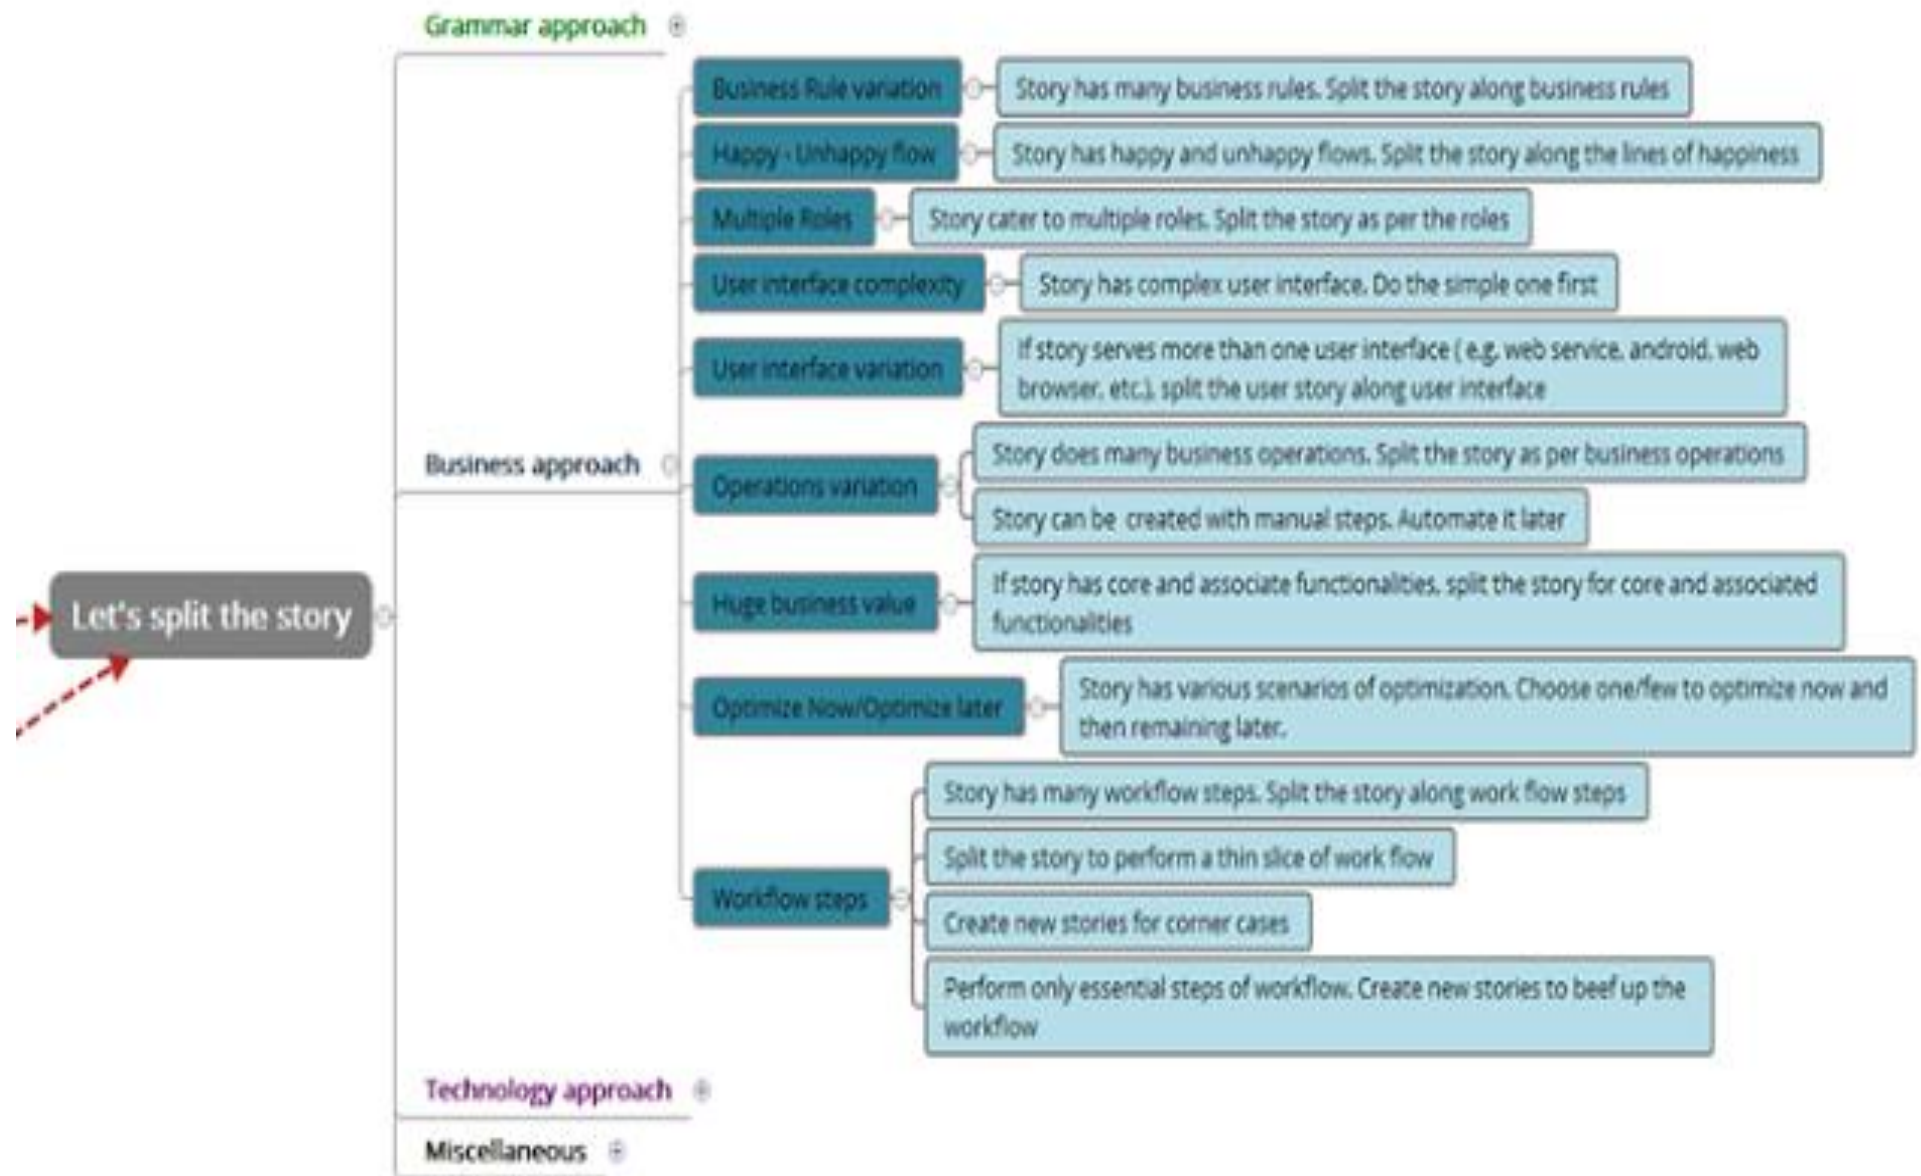 Grammar approach
Business Rule variation
Story has many business rules. Split the story along business rules
Happy - Unhappy flow
Story has happy and unhappy flows. Split the story along the lines of happiness
Multiple Roles
Story cater to multiple roles. Split the story as per the roles
User interface complexity
Story has complex user interface. Do the simple one first
User interface variation
If story serves more than one user interface ( e.g. web service, android, web
browser, etc.), split the user story along user interface
Business approach
Operations variation
Story does many business operations. Split the story as per business operations
Story can be created with manual steps. Automate it later
Let's split the story
Huge business value
If story has core and associate functionalities, split the story for core and associated
functionalities
Optimize Now/Optimize later
Story has various scenarios of optimization. Choose one/few to optimize now and
then remaining later.
Workflow steps
Story has many workflow steps. Split the story along work flow steps
Split the story to perform a thin slice of work flow
Create new stories for corner cases
Perform only essential steps of workflow. Create new stories to beef up the
workflow
Technology approach
Miscellaneous